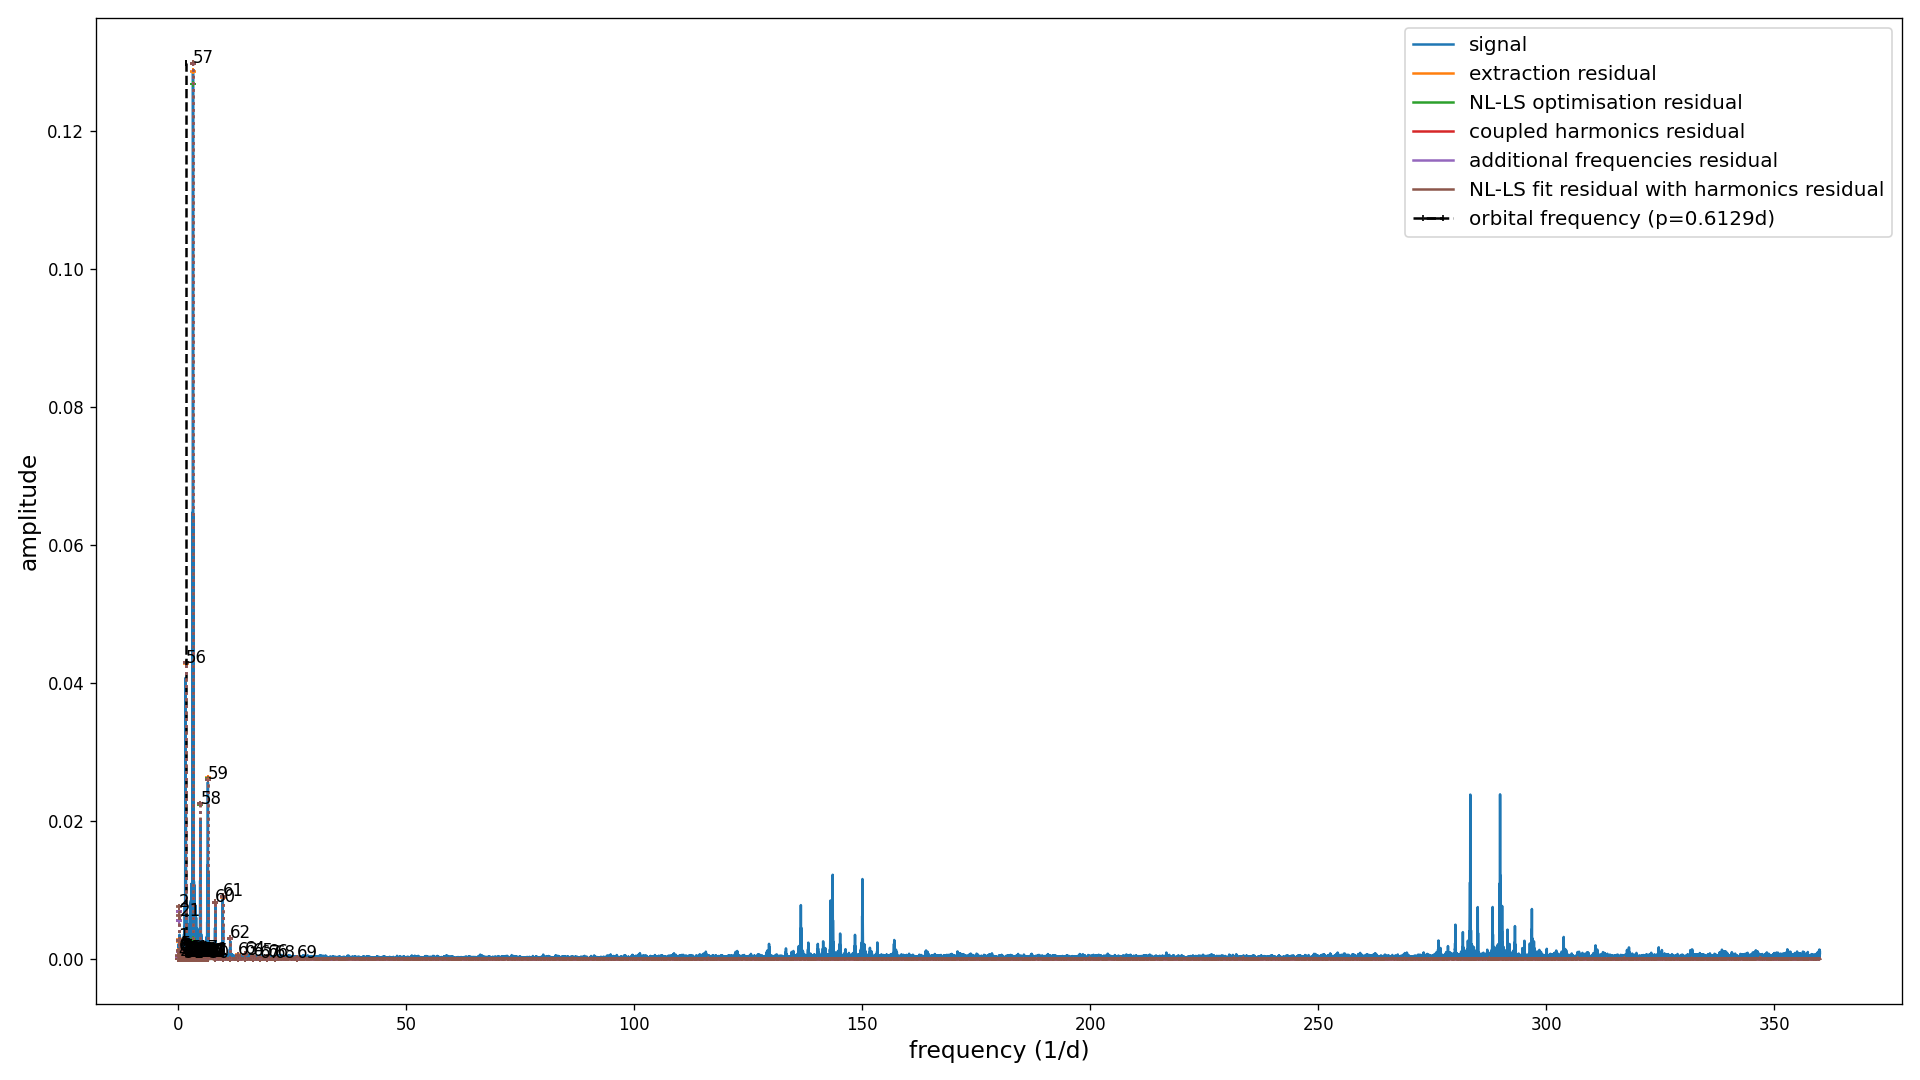 signal
extraction residual
NL-LS optimisation residual
coupled harmonics residual
additional frequencies residual
NL-LS fit residual with harmonics residual
orbital frequency (p=0.6129d)
amplitude
0.12
0.10
0.08
0.06
0.04
0.02
0.00
57
56
59
58
61
60
62
69
0
50
100
150
200
250
300
350
frequency (1/d)